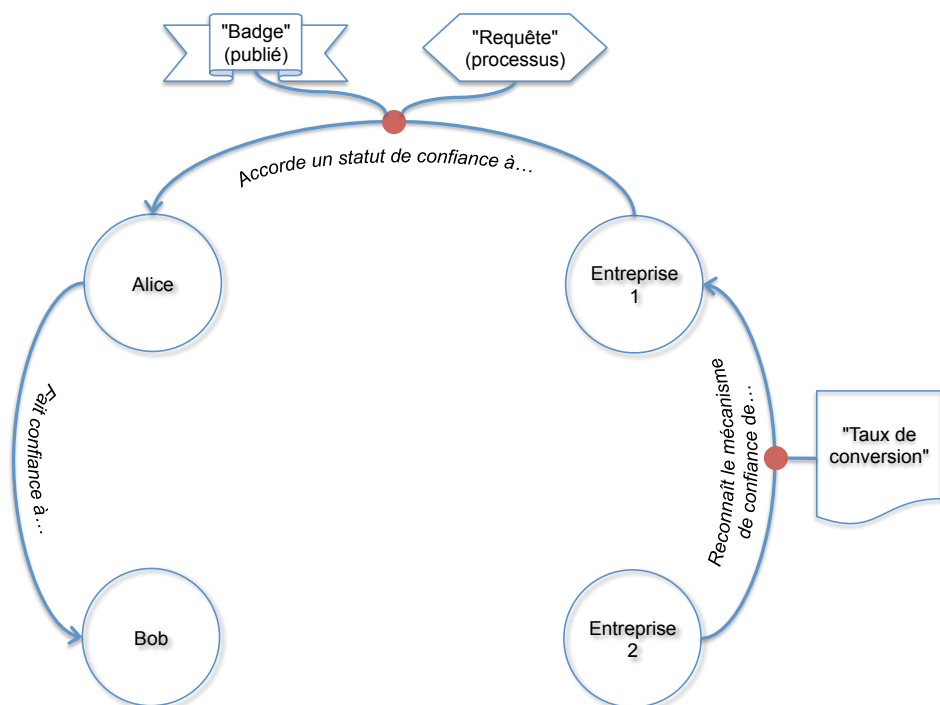 "Badge"
(publié)
"Requête"
(processus)
Accorde un statut de confiance à…
Alice
Entreprise
1
Fait confiance à…
Reconnaît le mécanisme
de confiance de…
"Taux de
conversion"
Bob
Entreprise
2